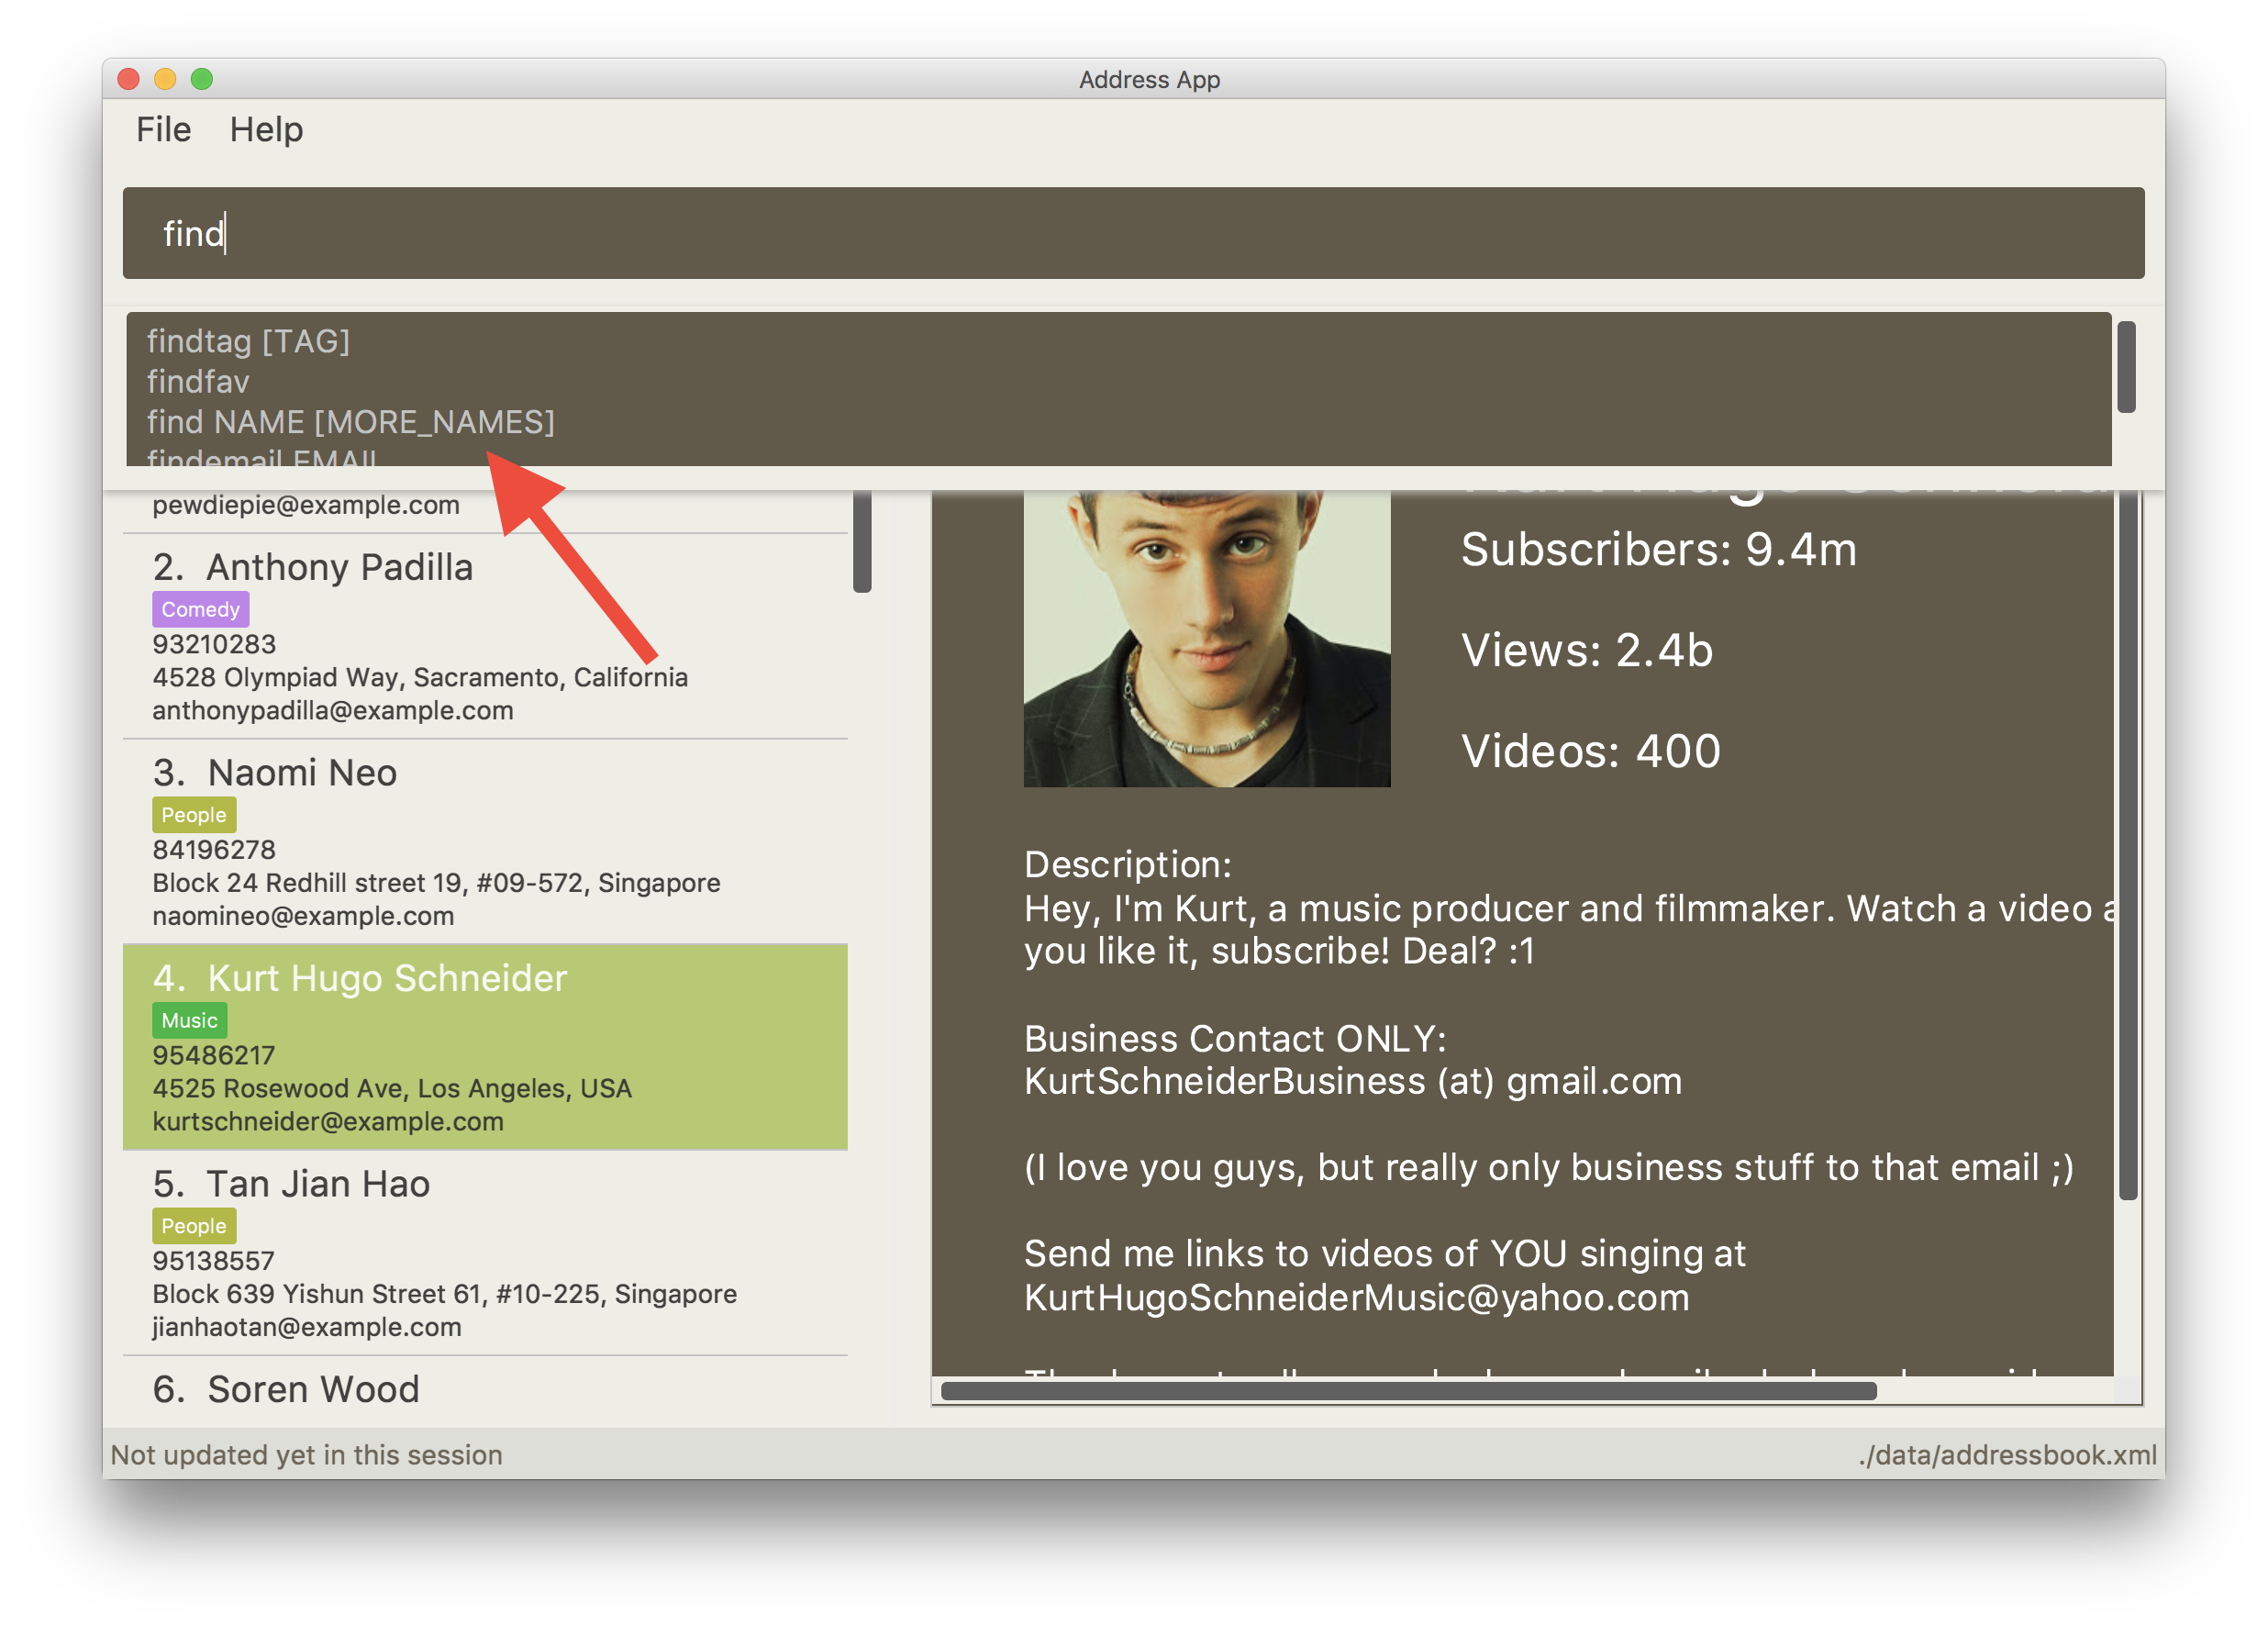 Address App
File Help
find
findtag [TAG]
findfav
find NAME [MORE_NAMES]
findemail EMAIL
pewdiepie@example.com
2. Anthony Padilla
Comedy
93210283
4528 Olympiad Way, Sacramento, California
anthonypadilla@example.com
3. Naomi Neo
People
84196278
Block 24 Redhill street 19, #09-572, Singapore
naomineo@example.com
4. Kurt Hugo Schneider
Music
95486217
4525 Rosewood Ave, Los Angeles, USA
kurtschneider@example.com
5. Tan Jian Hao
People
95138557
Block 639 Yishun Street 61, #10-225, Singapore
jianhaotan@example.com
6. Soren Wood
Subscribers: 9.4m
Views: 2.4b
Videos: 400
Description:
Hey, I'm Kurt, a music producer and filmmaker. Watch a video
you like it, subscribe! Deal? :1
Business Contact ONLY:
KurtSchneiderBusiness (at) gmail.com
(I love you guys, but really only business stuff to that email ;)
Send me links to videos of YOU singing at
KurtHugoSchneiderMusic@yahoo.com
Not updated yet in this session
./data/addressbook.xml